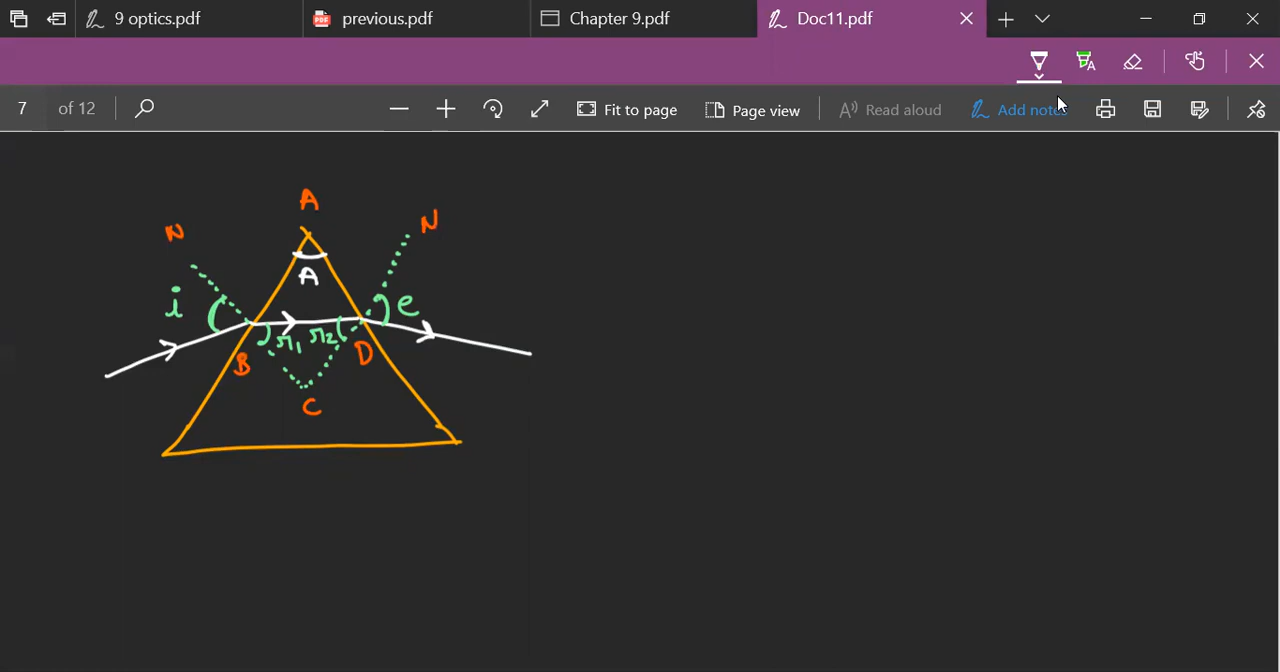 9 optics.pdf
previous.pdf
Chapter 9.pdf
Doc11.pdf
7 of 12
Fit to page
Page view
Read aloud
Add notes
A
N
N
A
i
e
r1 r2
B
D
C